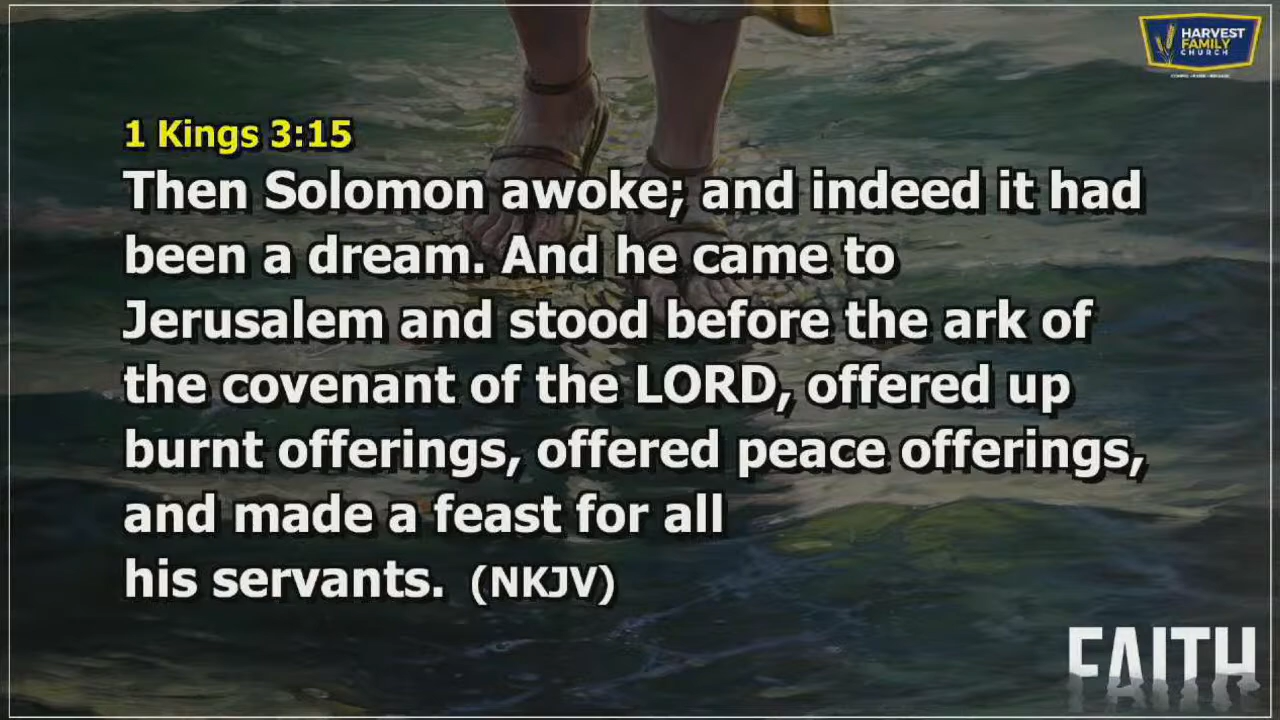 HARVEST
FAMILY
CHURCH
1 Kings 3:15
Then Solomon awoke; and indeed it had
been a dream. And he came to
Jerusalem and stood before the ark of
the covenant of the LORD, offered up
burnt offerings, offered peace offerings,
and made a feast for all
his servants. (NKJV)
FAITH